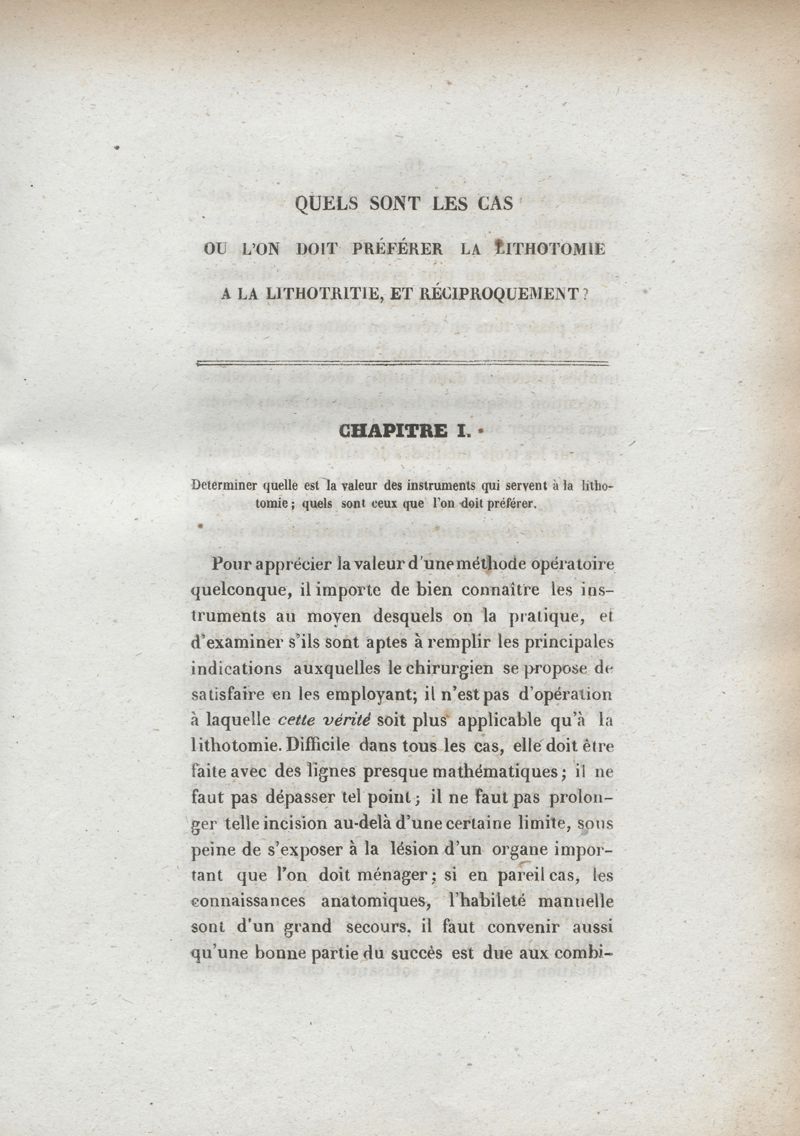 QUELS SONT LES CAS
OU L'ON DOIT PRÉFÉRER LA LITHOTOMIE
A LA LITHOTRITIE, ET RÉCIPROQUEMENT?
CHAPITRE I.
Determiner quelle est la valeur des instruments qui servent à la litho-
tomie; quels sont ceux que l'on doit préférer.
Pour apprécier la valeur d'une méthode opératoire
quelconque, il importe de bien connaître les ins-
truments au moyen desquels on la pratique, et
d'examiner s'ils sont aptes à remplir les principales
indications auxquelles le chirurgien se propose de
satisfaire en les employant; il n'est pas d'opération
à laquelle cette vérité soit plus applicable qu'à la
lithotomie. Difficile dans tous les cas, elle doit être
faite avec des lignes presque mathématiques; il ne
faut pas dépasser tel point; il ne faut pas prolon-
ger telle incision au-delà d'une certaine limite, sous
peine de s'exposer à la lésion d'un organe impor-
tant que l'on doit ménager; si en pareil cas, les
connaissances anatomiques, l'habileté manuelle
sont d'un grand secours, il faut convenir aussi
qu'une bonne partie du succès est due aux combi-